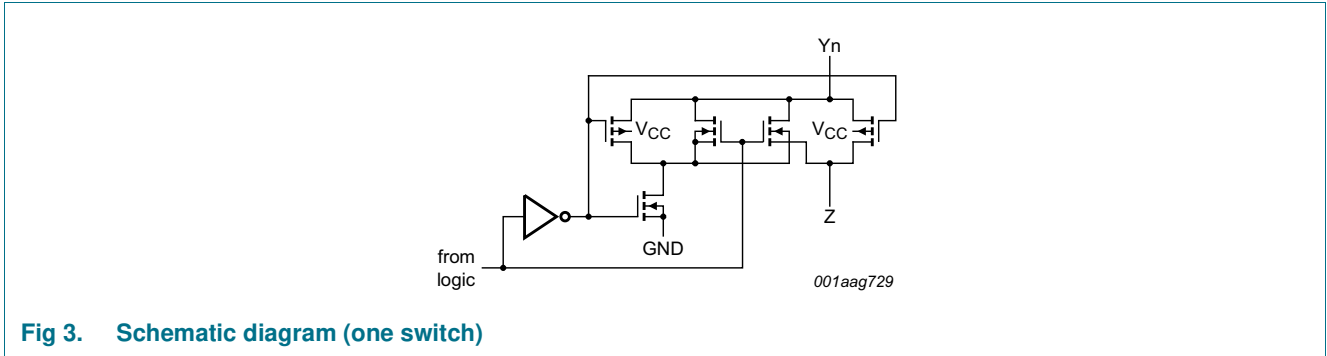 Yn
VCC
VCC
Z
GND
from
logic
001aag729
Fig 3. Schematic diagram (one switch)